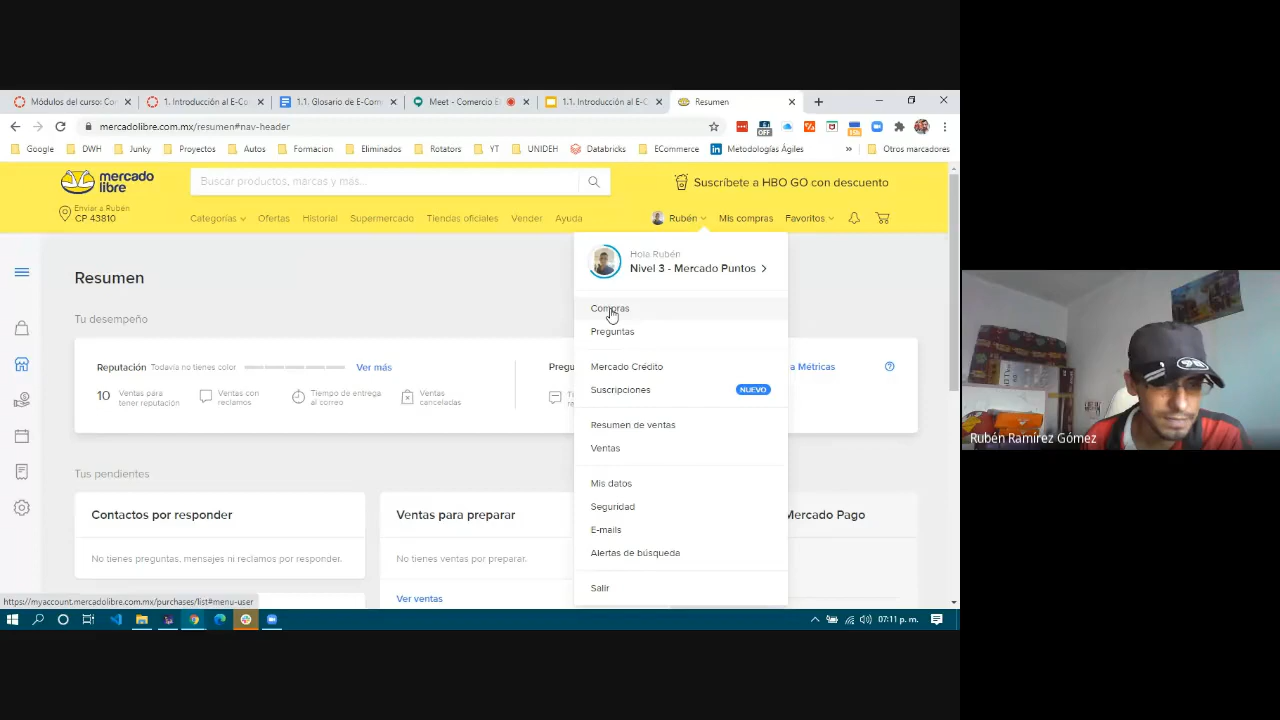 Módulos del curso: Co
1. Introducción al E-Co
1.1. Glosario de E-Com
Meet - Comercio E
1.1. Introducción al E-C
Resumen
mercadolibre.com.mx/resumen#nav-header
Google
DWH
Junky
Proyectos
Autos
Formacion
Eliminados
Rotators
YT
UNIDEH
Databricks
ECommerce
Metodologías Ágiles
»
Otros marcadores
mercado
libre
Buscar productos, marcas y más...
Suscríbete a HBO GO con descuento
Enviar a Rubén
CP 43810
Categorías
Ofertas
Historial
Supermercado
Tiendas oficiales
Vender
Ayuda
Rubén
Mis compras
Favoritos
Hola Rubén
Nivel 3 - Mercado Puntos
Resumen
Compras
Tu desempeño
Preguntas
Reputación
Todavía no tienes color
Ver más
Pregu
Mercado Crédito
a Métricas
10
Ventas para
tener reputación
Ventas con
reclamos
Tiempo de entrega
al correo
Ventas
canceladas
Suscripciones
NUEVO
Resumen de ventas
Ventas
Tus pendientes
Mis datos
Seguridad
Contactos por responder
Ventas para preparar
Mercado Pago
E-mails
No tienes preguntas, mensajes ni reclamos por responder.
No tienes ventas por preparar.
Alertas de búsqueda
Salir
Ver ventas
https://myaccount.mercadolibre.com.mx/purchases/list#menu-user
07:11 p. m.
Rubén Ramírez Gómez